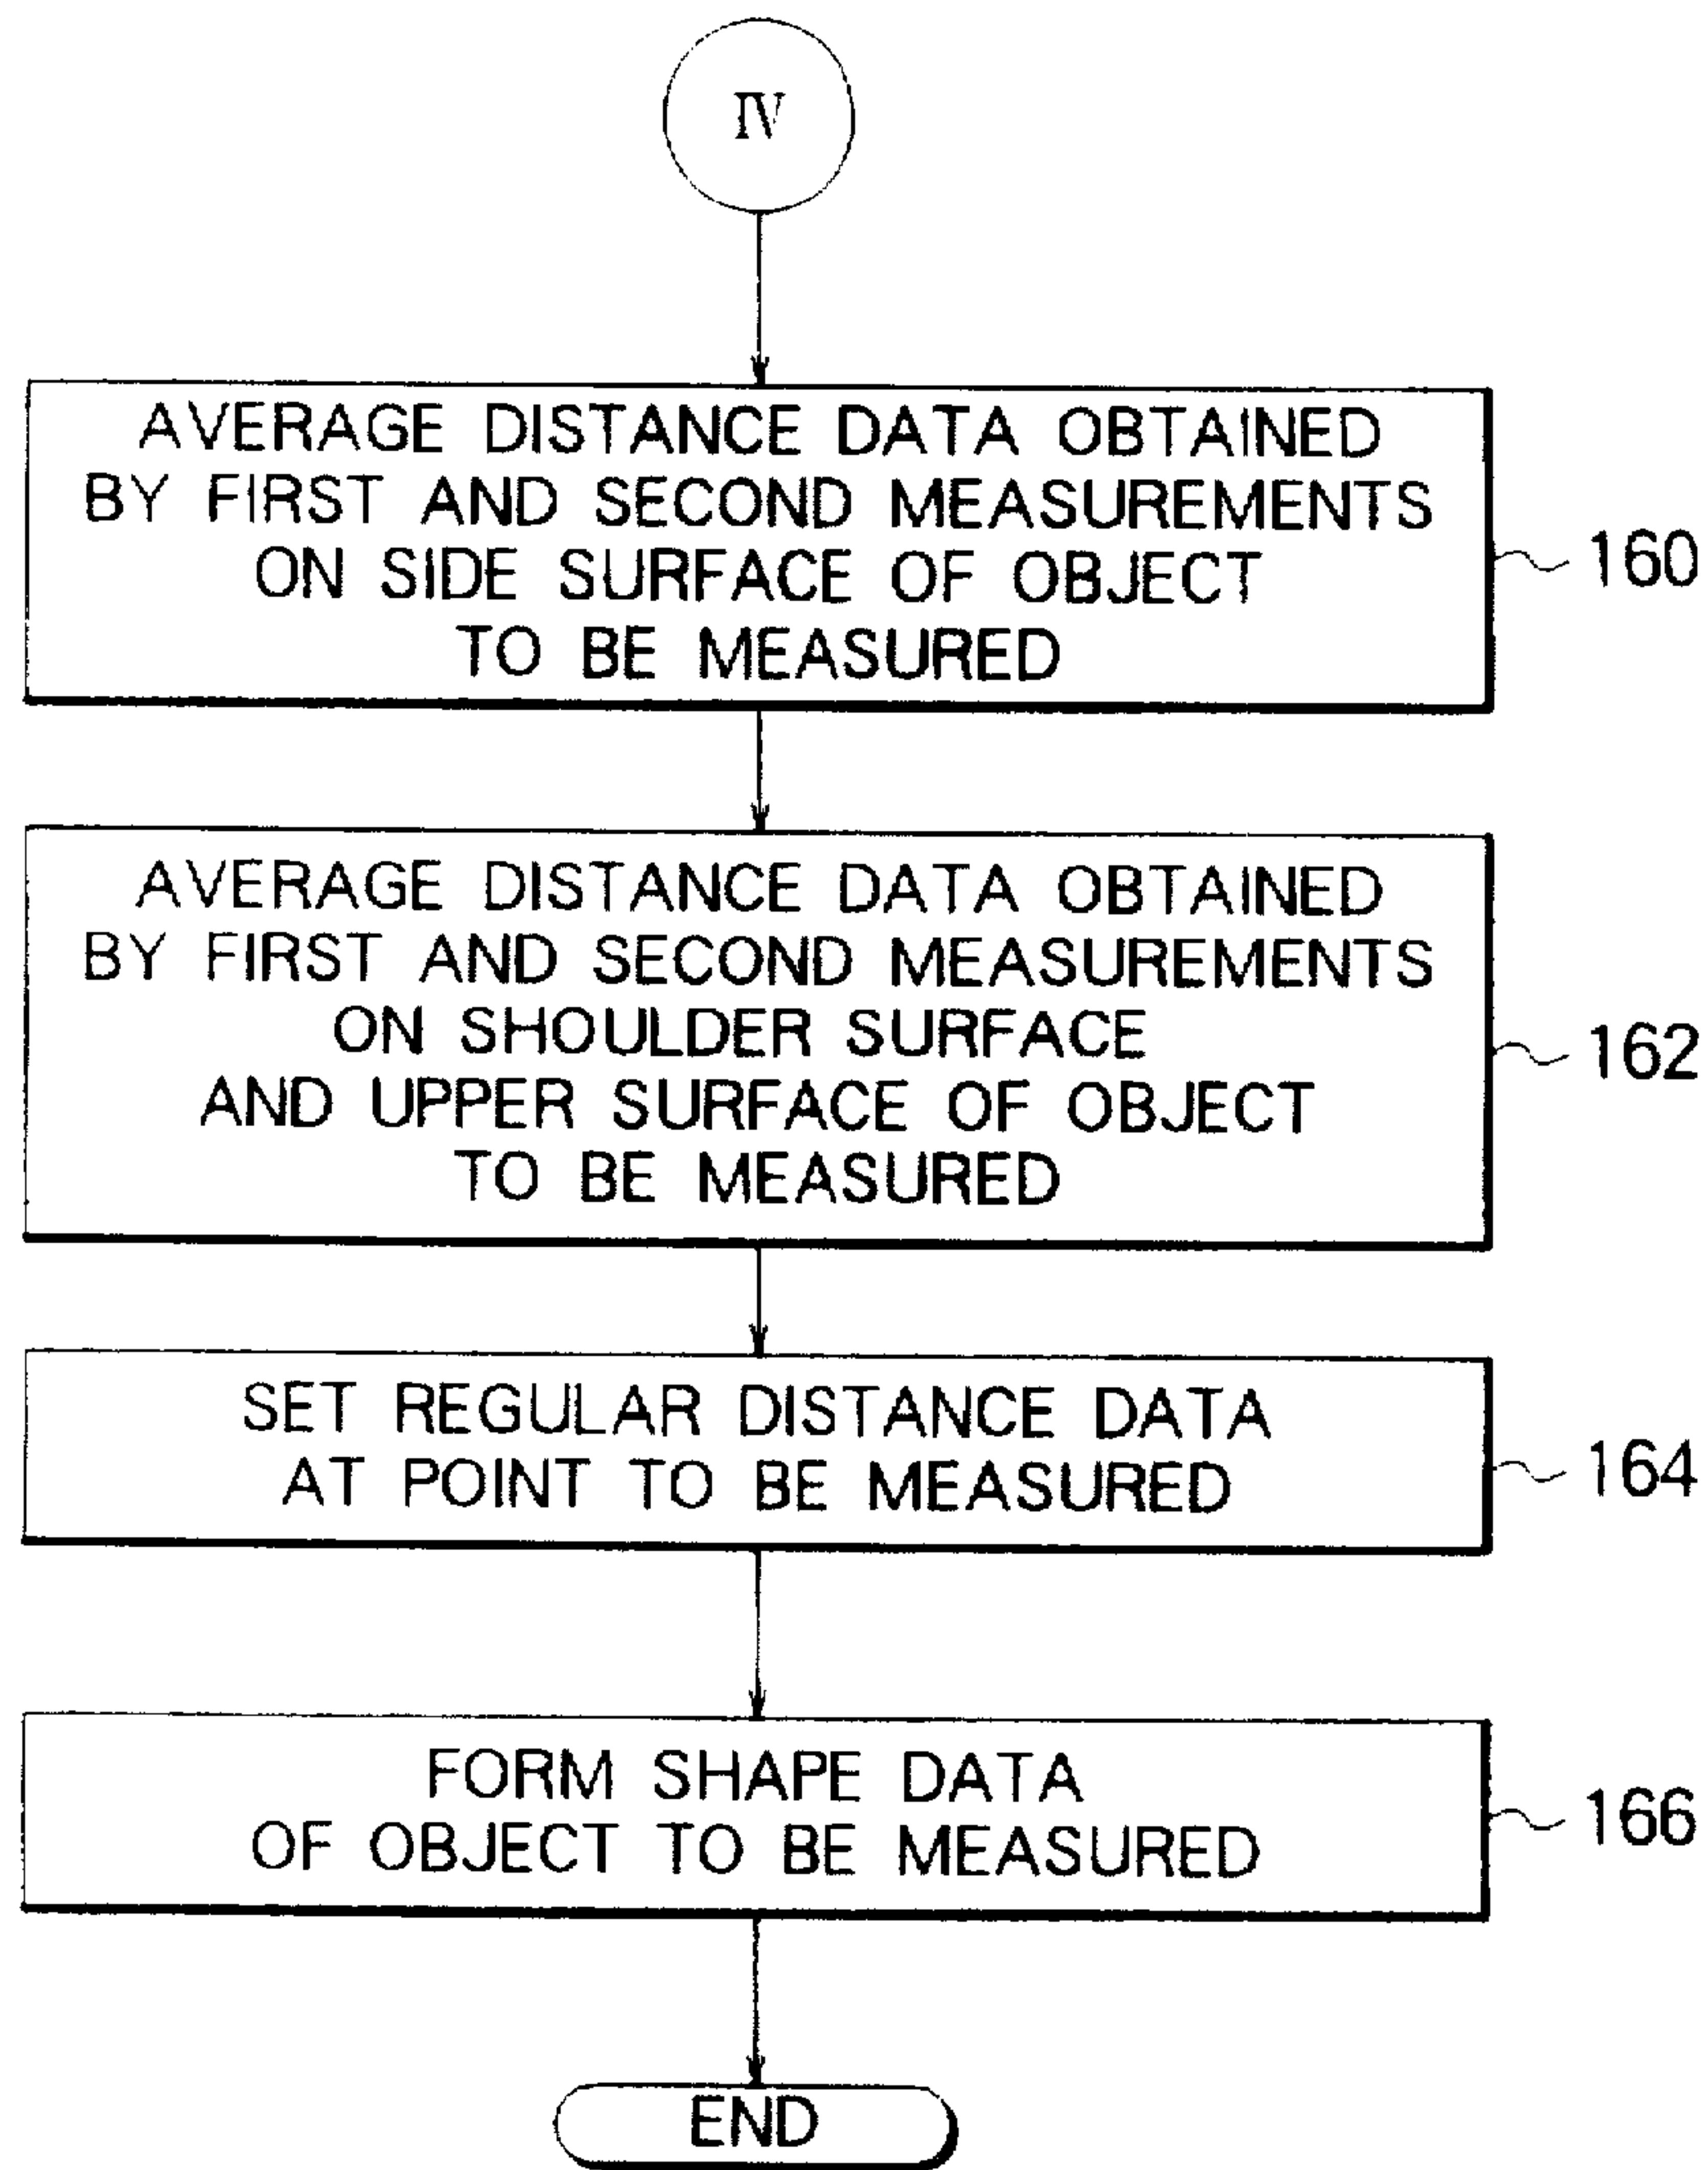 IV
AVERAGE DISTANCE DATA OBTAINED
BY FIRST AND SECOND MEASUREMENTS
ON SIDE SURFACE OF OBJECT
TO BE MEASURED
160
AVERAGE DISTANCE DATA OBTAINED
BY FIRST AND SECOND MEASUREMENTS
ON SHOULDER SURFACE
AND UPPER SURFACE OF OBJECT
TO BE MEASURED
162
SET REGULAR DISTANCE DATA
AT POINT TO BE MEASURED
164
FORM SHAPE DATA
OF OBJECT TO BE MEASURED
166
END